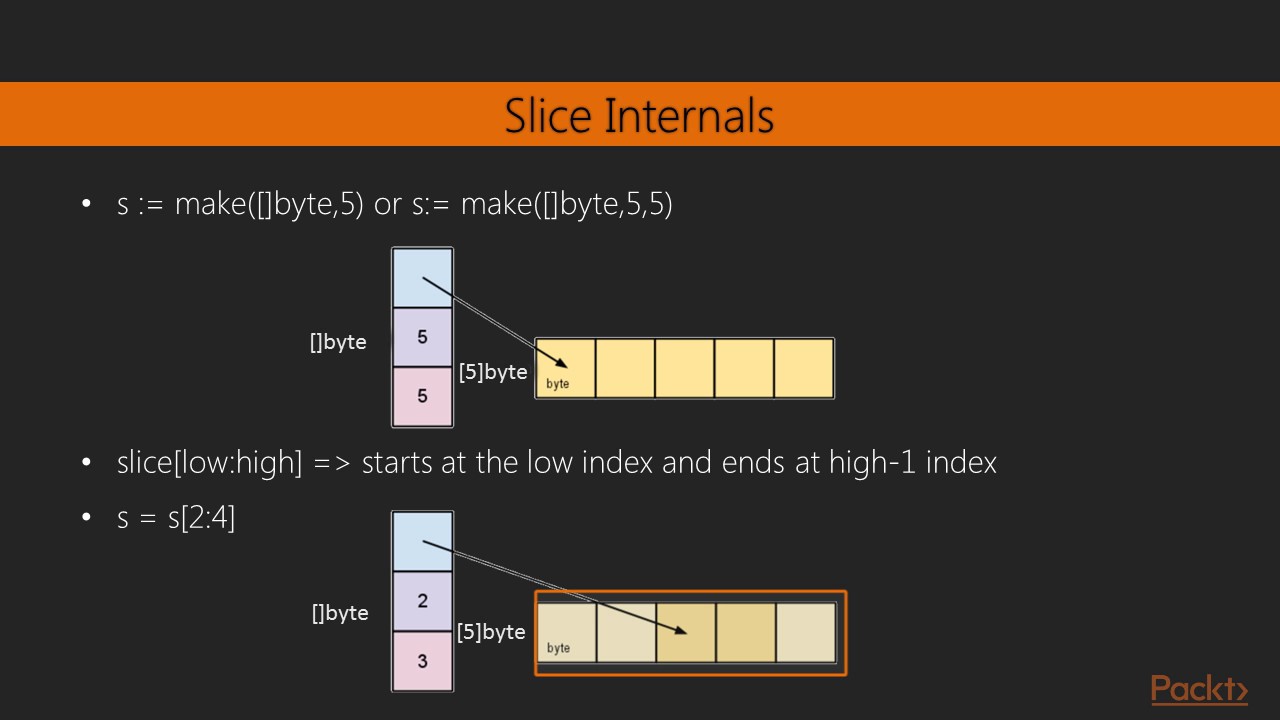 Slice Internals
• s := make([]byte,5) or s:= make([]byte,5,5)
[]byte
5
5
[5]byte
byte
• slice[low:high] => starts at the low index and ends at high-1 index
• s = s[2:4]
[]byte
2
3
[5]byte
byte
Packt>